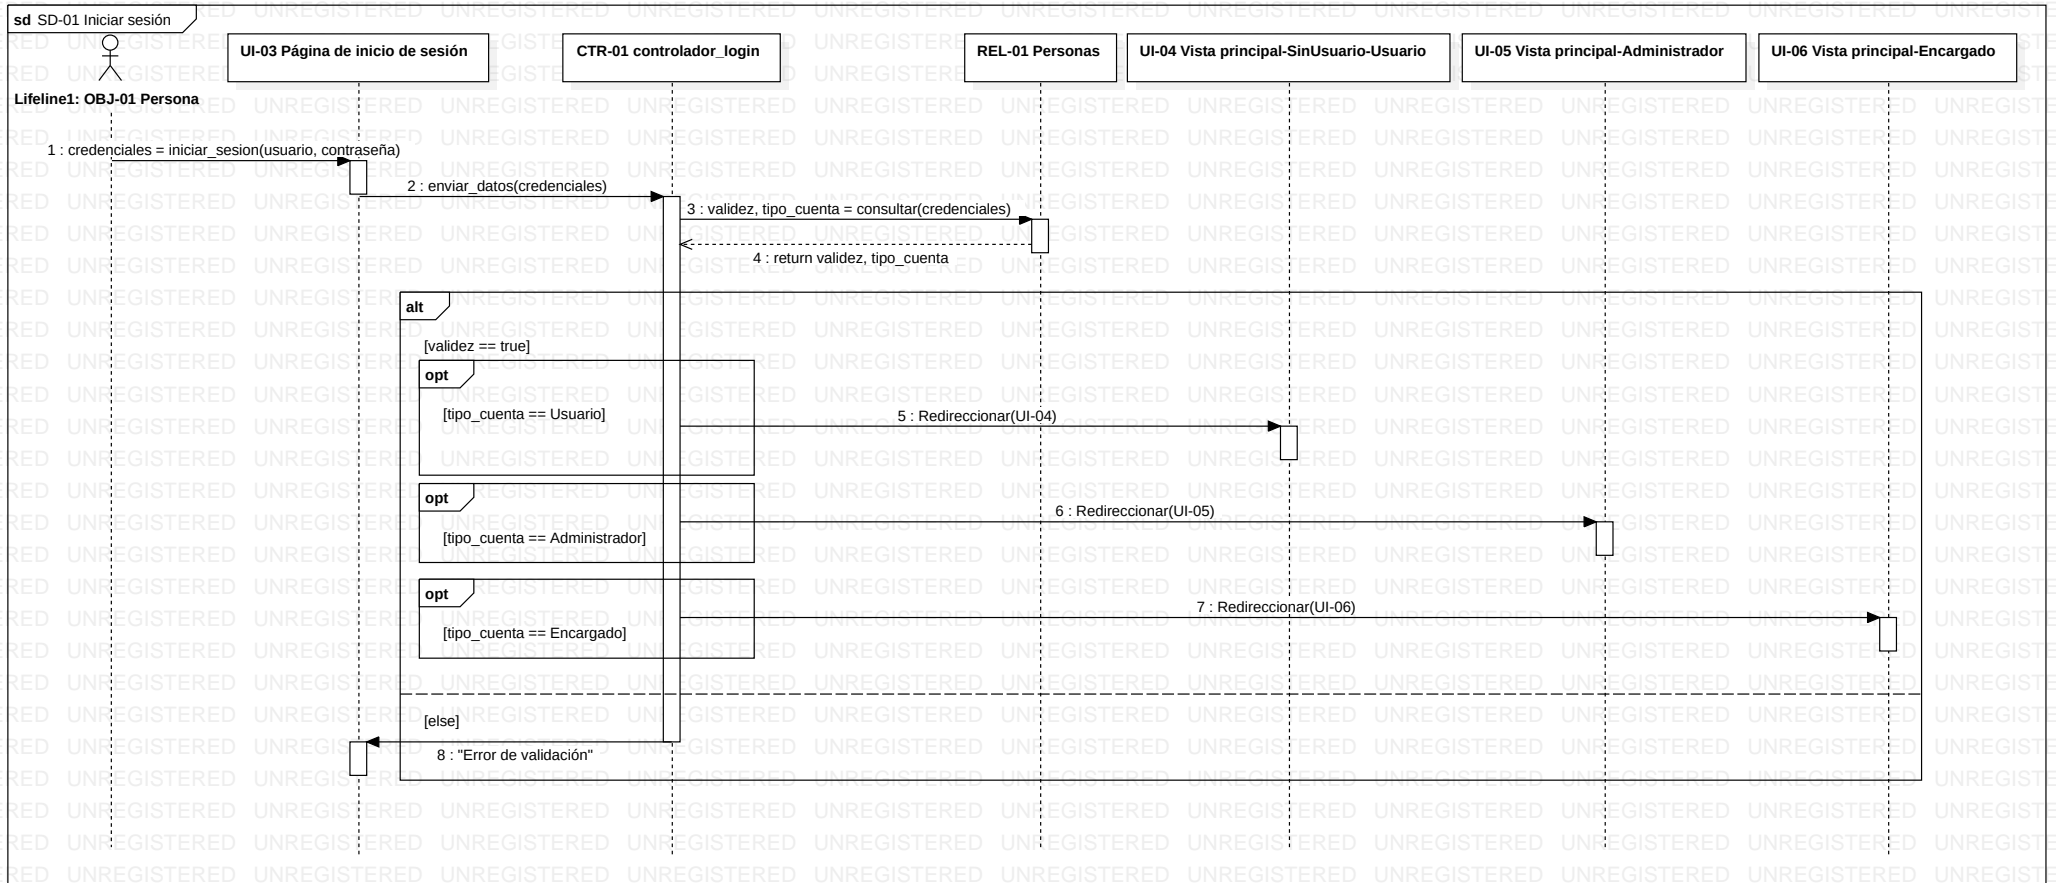 sd SD-01 Iniciar sesión
UI-03 Página de inicio de sesión
CTR-01 controlador_login
REL-01 Personas
UI-04 Vista principal-SinUsuario-Usuario
UI-05 Vista principal-Administrador
UI-06 Vista principal-Encargado
Lifeline1: OBJ-01 Persona
1 : credenciales = iniciar_sesion(usuario, contraseña)
2 : enviar_datos(credenciales)
3 : validez, tipo_cuenta = consultar(credenciales)
4 : return validez, tipo_cuenta
alt
[validez == true]
opt
[tipo_cuenta == Usuario]
5 : Redireccionar(UI-04)
opt
6 : Redireccionar(UI-05)
[tipo_cuenta == Administrador]
opt
7 : Redireccionar(UI-06)
[tipo_cuenta == Encargado]
[else]
8 : "Error de validación"
UNREGISTERED